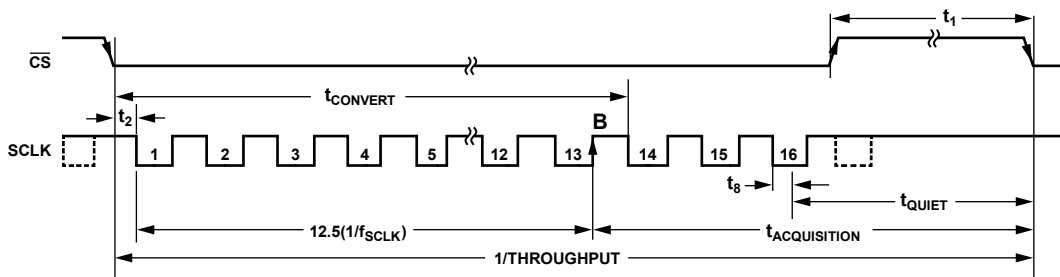 t1
CS
tCONVERT
t2
B
SCLK
1 2 3 4 5 12 13 14 15 16
t8
tQUIET
12.5(1/fSCLK)
tACQUISITION
1/THROUGHPUT